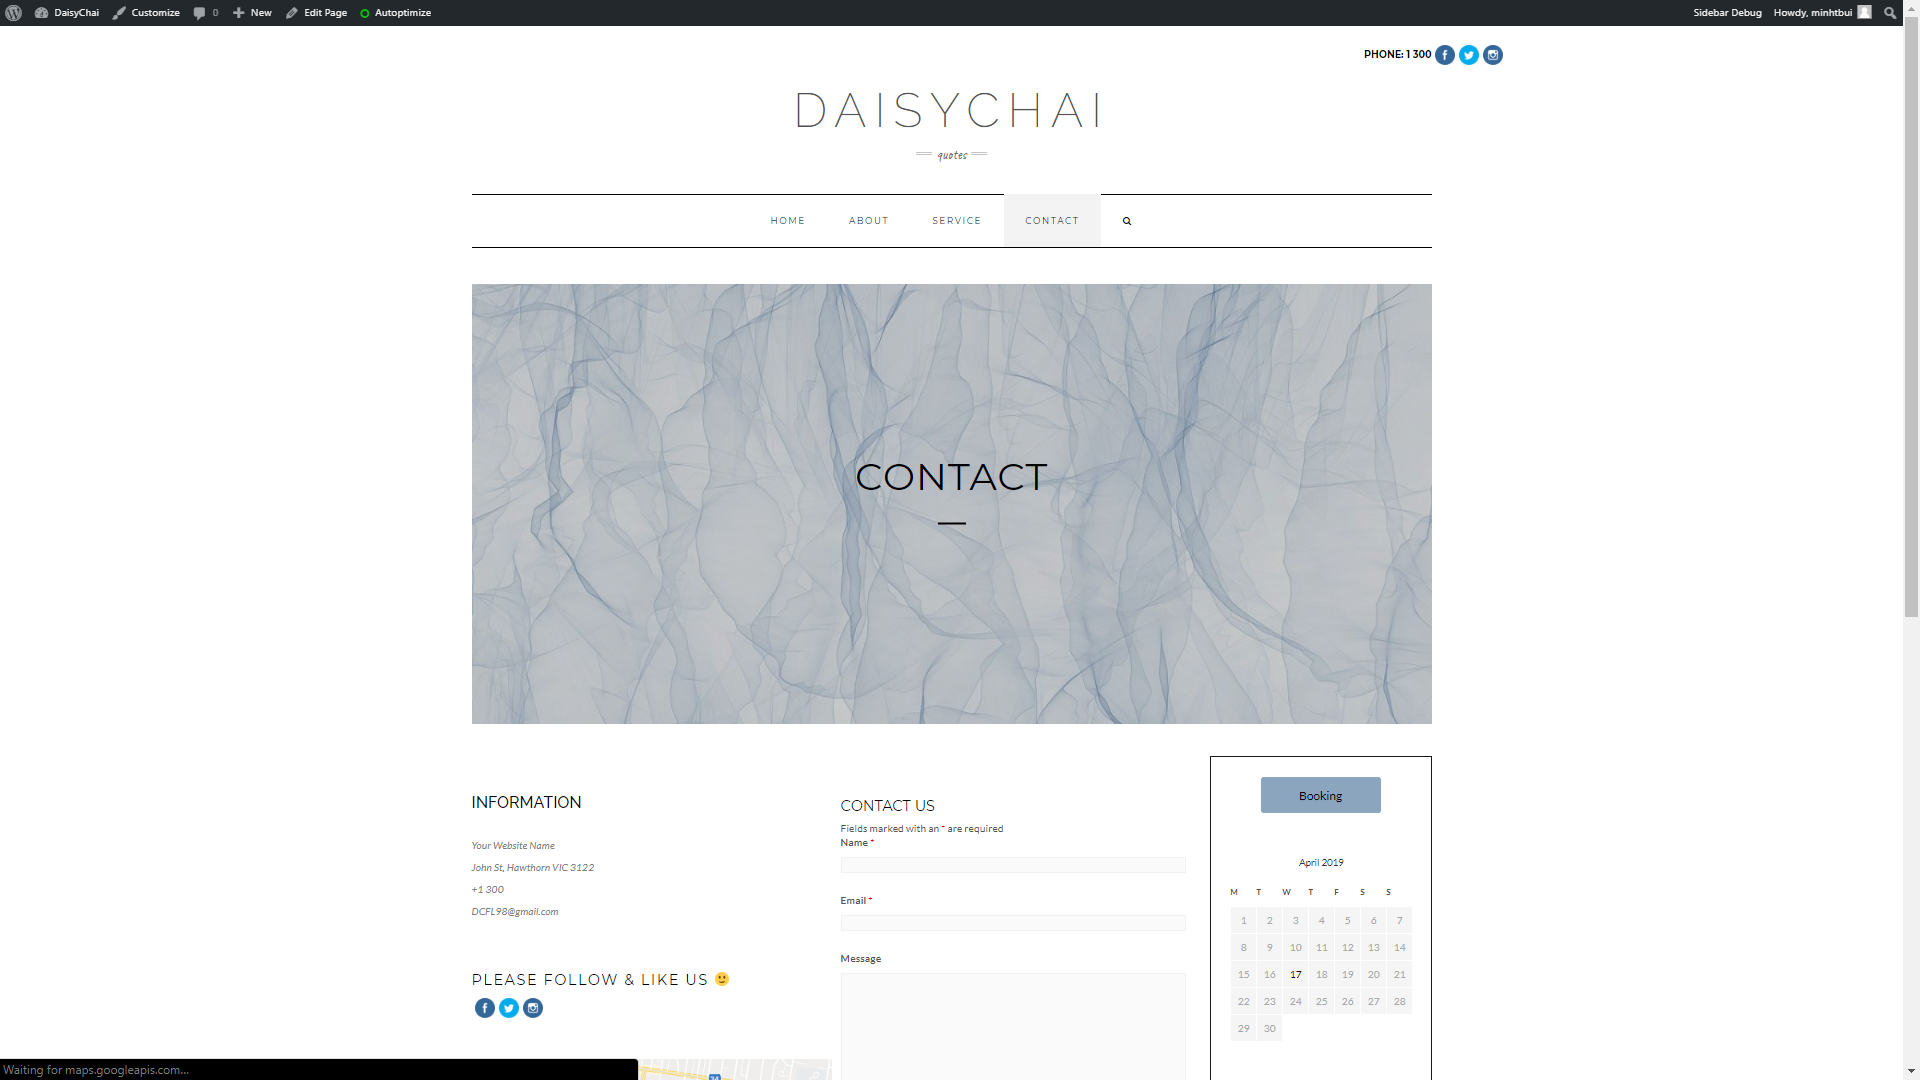 DaisyChai Customize 0 New Edit Page Autoptimize Sidebar Debug Howdy, minhtbui
PHONE: 1 300
DAISYCHAI
quotes
HOME ABOUT SERVICE CONTACT
CONTACT
INFORMATION
Your Website Name
John St, Hawthorn VIC 3122
+1 300
DCFL98@gmail.com
PLEASE FOLLOW & LIKE US 🙂
CONTACT US
Fields marked with an * are required
Name *
Email *
Message
Booking
April 2019
M T W T F S S
1 2 3 4 5 6 7
8 9 10 11 12 13 14
15 16 17 18 19 20 21
22 23 24 25 26 27 28
29 30
Waiting for maps.googleapis.com...